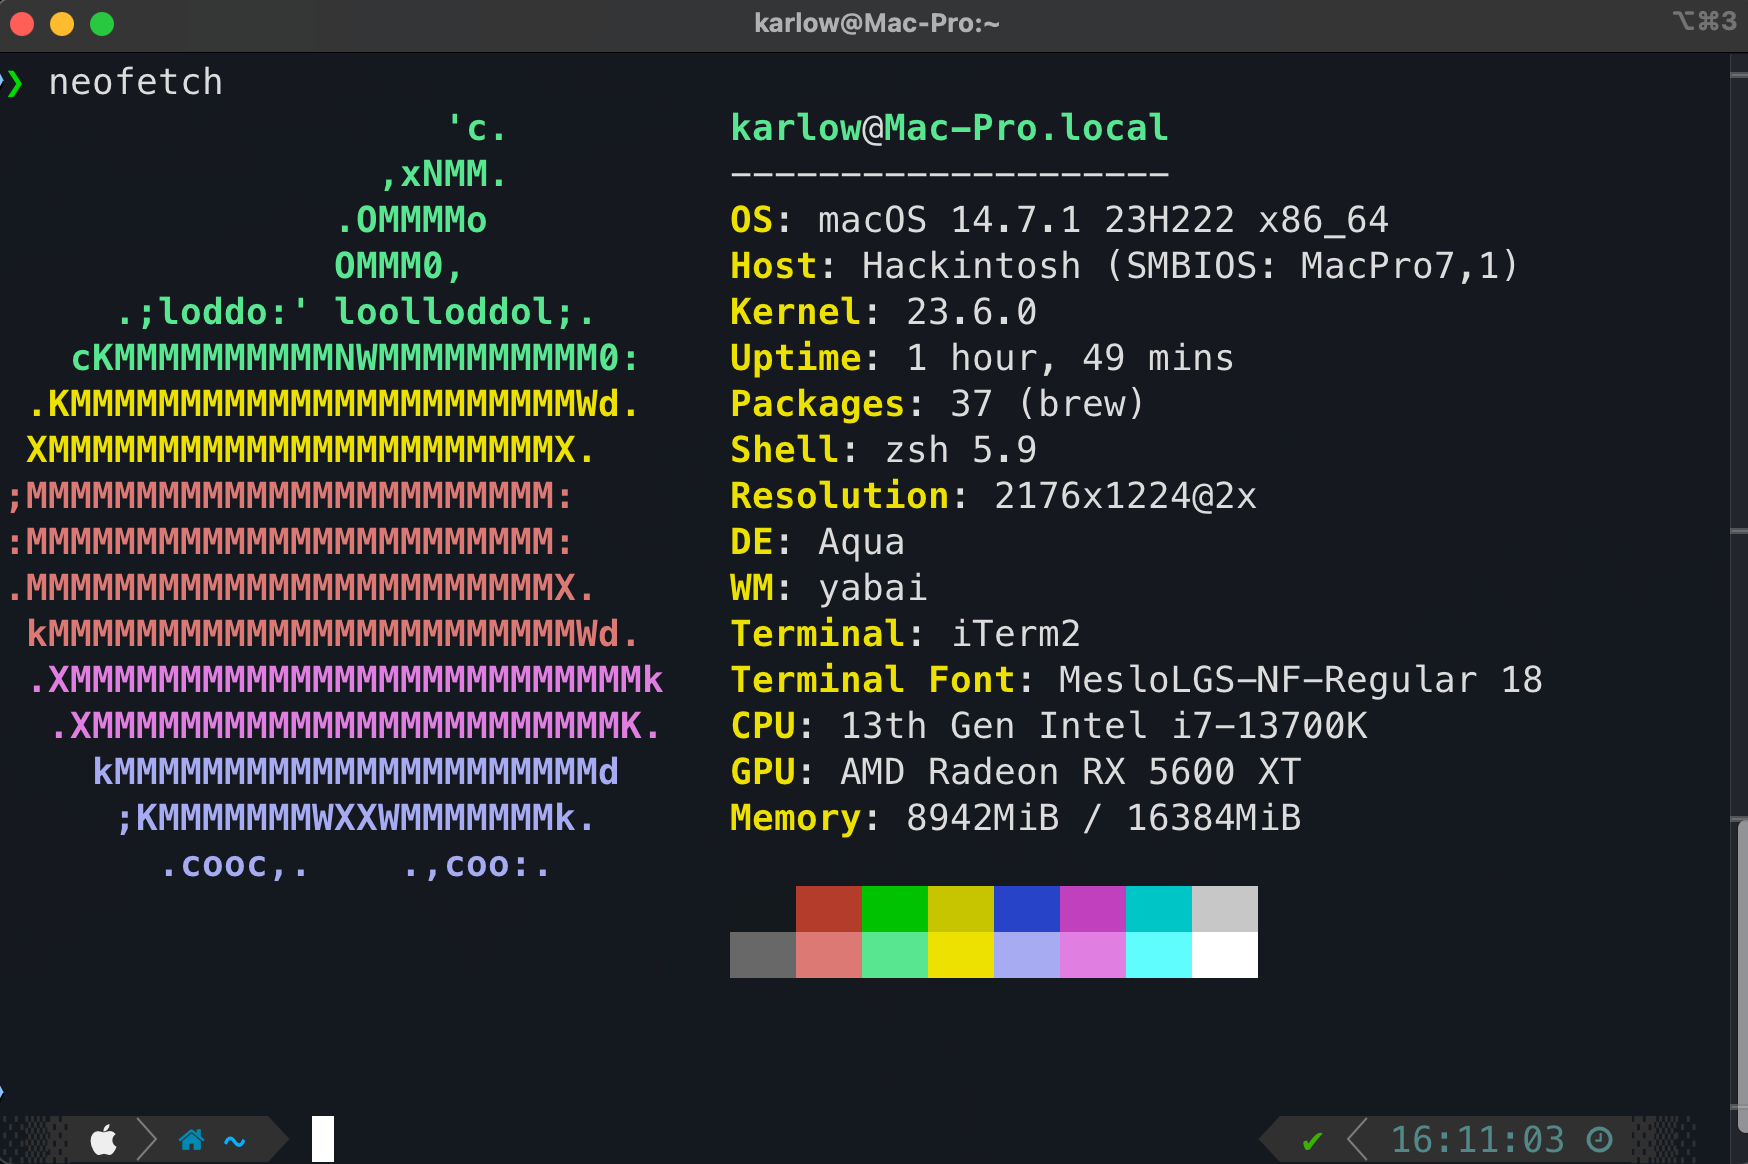 karlow@Mac-Pro:~
⌥⌘3
❯ neofetch
'c.
karlow@Mac-Pro.local
,xNMM.
--------------------
.OMMMMo
OS: macOS 14.7.1 23H222 x86_64
OMMM0,
Host: Hackintosh (SMBIOS: MacPro7,1)
.;loddo:' loolloddol;.
Kernel: 23.6.0
cKMMMMMMMMMMNWMMMMMMMMMM0:
Uptime: 1 hour, 49 mins
.KMMMMMMMMMMMMMMMMMMMMMMMWd.
Packages: 37 (brew)
XMMMMMMMMMMMMMMMMMMMMMMMX.
Shell: zsh 5.9
;MMMMMMMMMMMMMMMMMMMMMMMM:
Resolution: 2176x1224@2x
:MMMMMMMMMMMMMMMMMMMMMMMM:
DE: Aqua
.MMMMMMMMMMMMMMMMMMMMMMMMX.
WM: yabai
kMMMMMMMMMMMMMMMMMMMMMMMMWd.
Terminal: iTerm2
.XMMMMMMMMMMMMMMMMMMMMMMMMMMk
Terminal Font: MesloLGS-NF-Regular 18
.XMMMMMMMMMMMMMMMMMMMMMMMMK.
CPU: 13th Gen Intel i7-13700K
kMMMMMMMMMMMMMMMMMMMMMMd
GPU: AMD Radeon RX 5600 XT
;KMMMMMMMWXXWMMMMMMMk.
Memory: 8942MiB / 16384MiB
.cooc,.    .,coo:.
~
✔ 16:11:03